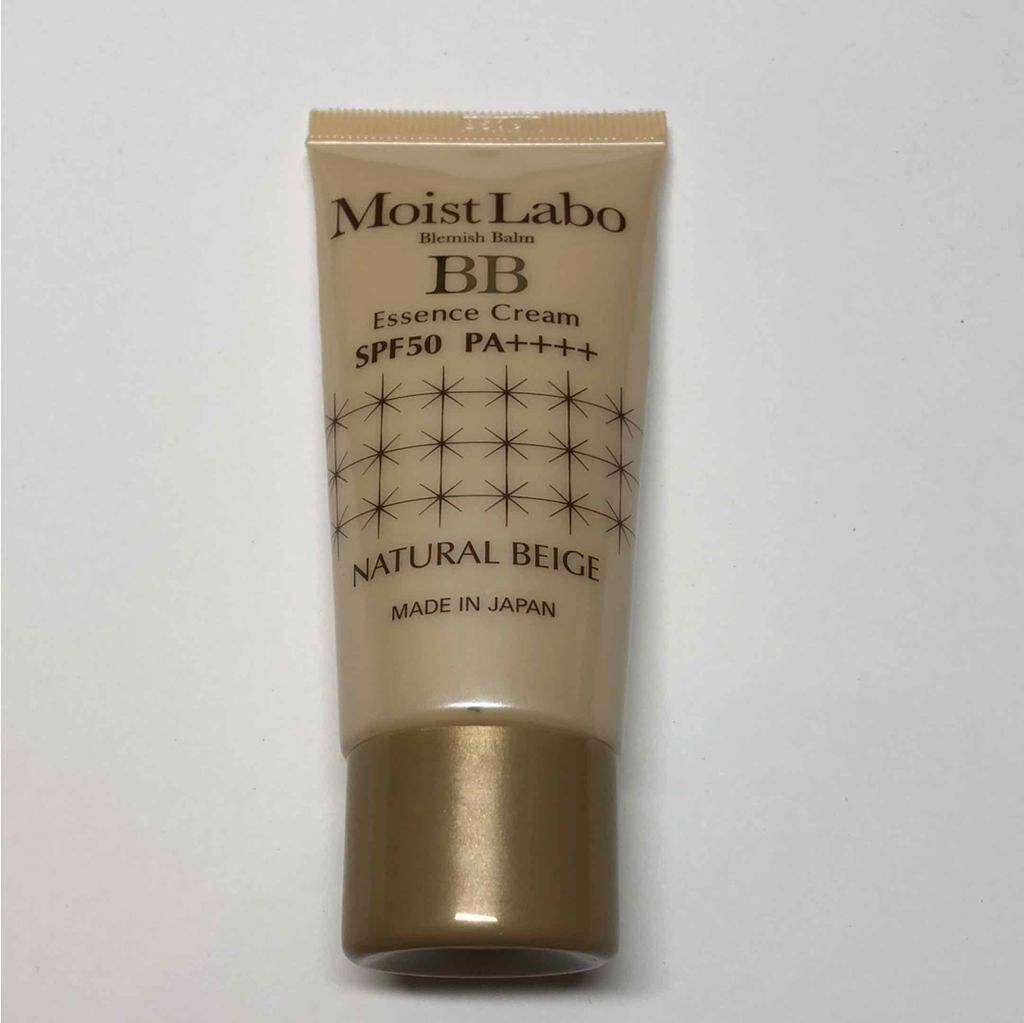 Moist Labo
Blemish Balm
BB
Essence Cream
SPF50 PA++++
NATURAL BEIGE
MADE IN JAPAN